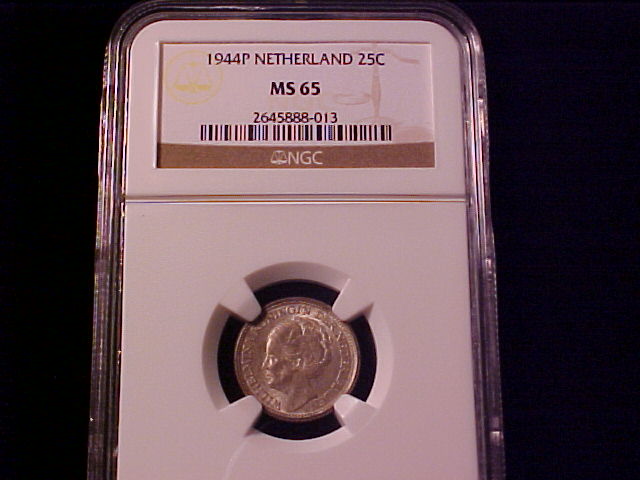 1944P NETHERLAND 25C
MS 65
2645888-013
NGC